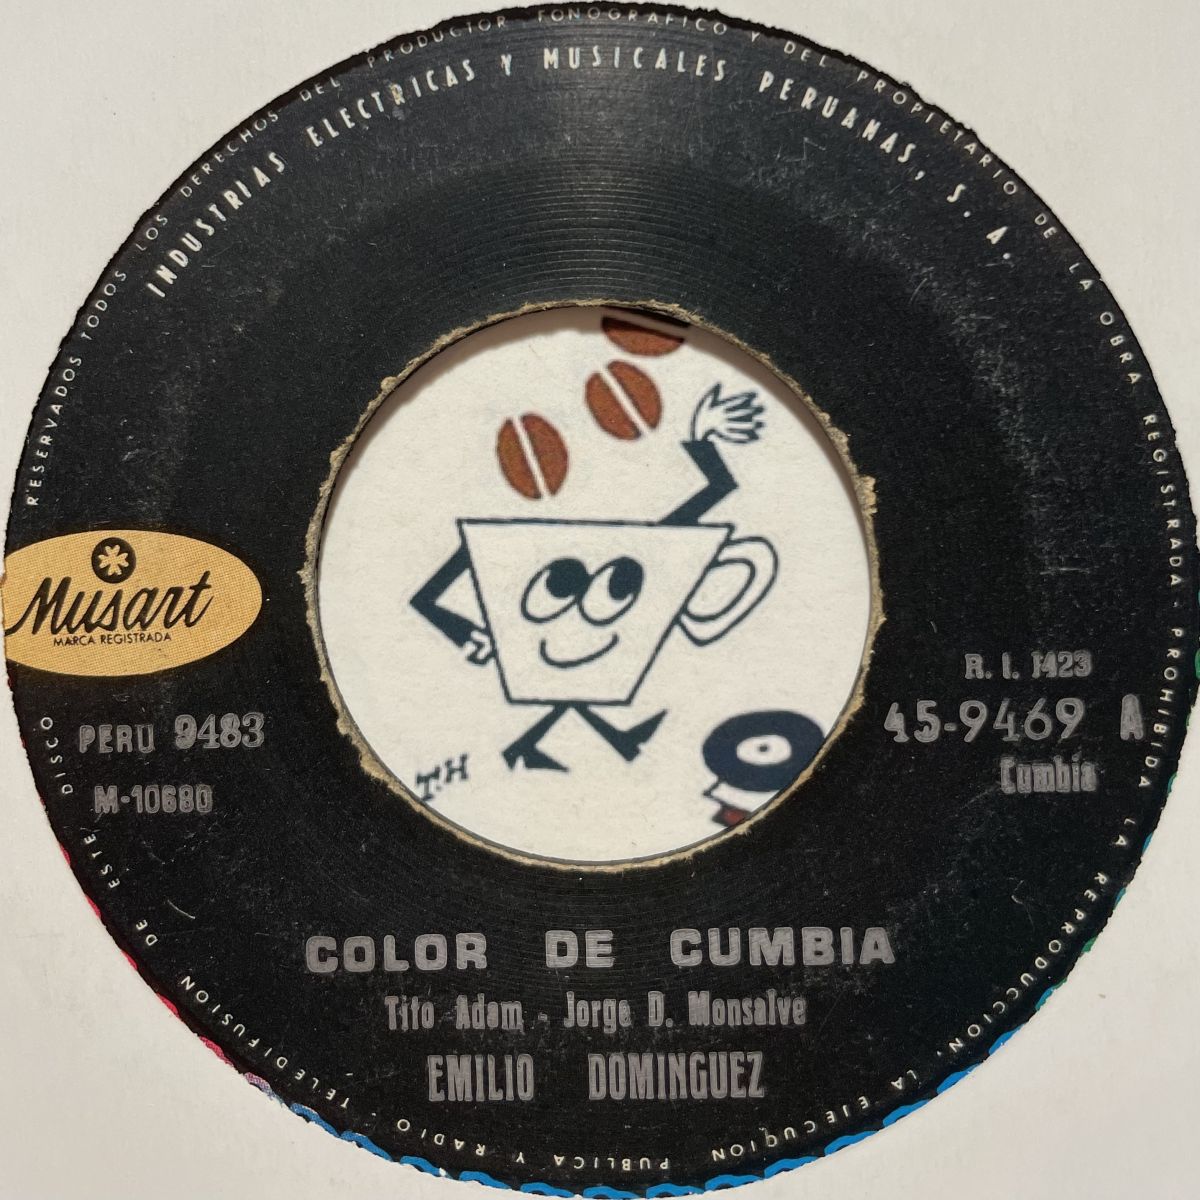 RESERVADOS TODOS LOS DERECHOS DEL PRODUCTOR FONOGRAFICO Y DEL PROPIETARIO DE LA OBRA REGISTRADA - PROHIBIDA LA REPRODUCCION, LA EJECUCION PUBLICA Y RADIO - TELEDIFUSION DE ESTE DISCO
INDUSTRIAS ELECTRICAS Y MUSICALES PERUANAS, S. A.
Musart
MARCA REGISTRADA
PERU 9483
M-10680
R. I. 1423
45-9469 A
Cumbia
T.H
COLOR DE CUMBIA
Tito Adam - Jorge D. Monsalve
EMILIO DOMINGUEZ